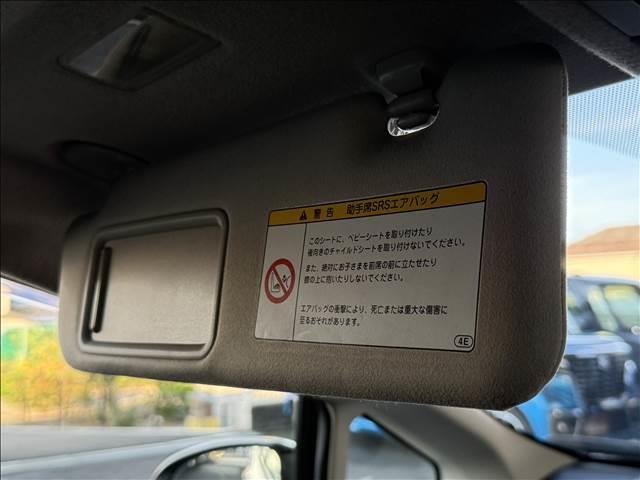 警告 助手席SRSエアバッグ
このシートに、ベビーシートを取り付けたり
後向きのチャイルドシートを取り付けないでください。
また、絶対にお子さまを前席の前に立たせたり
膝の上に抱いたりしないでください。
エアバッグの衝撃により、死亡または重大な傷害に
至るおそれがあります。
4E